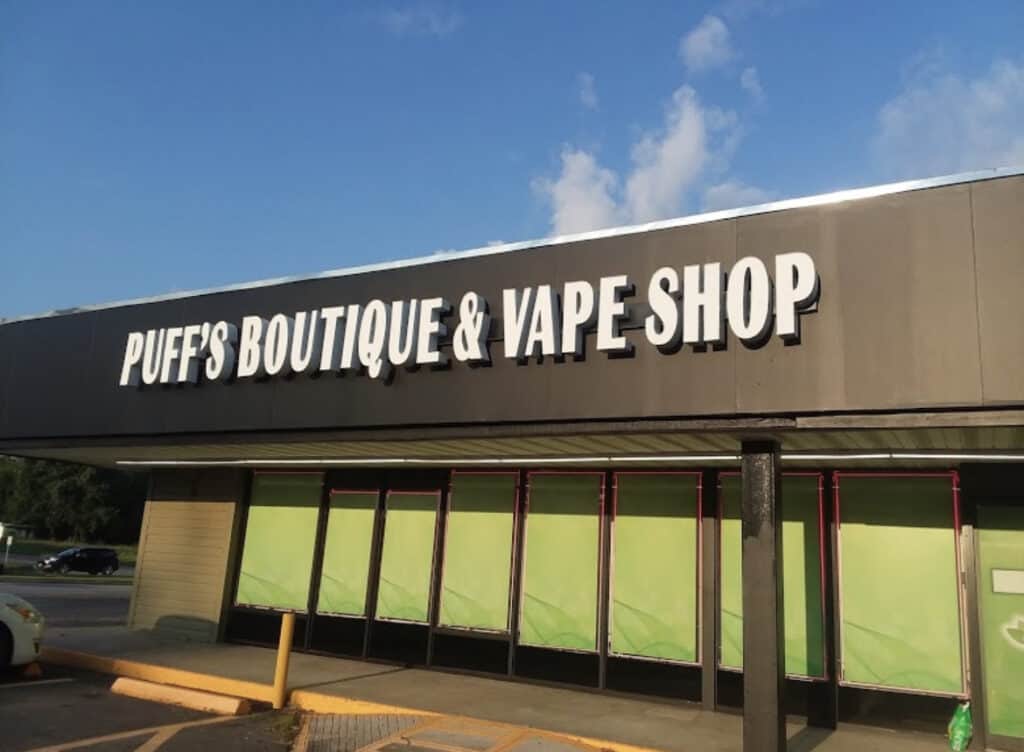 PUFF'S BOUTIQUE & VAPE SHOP